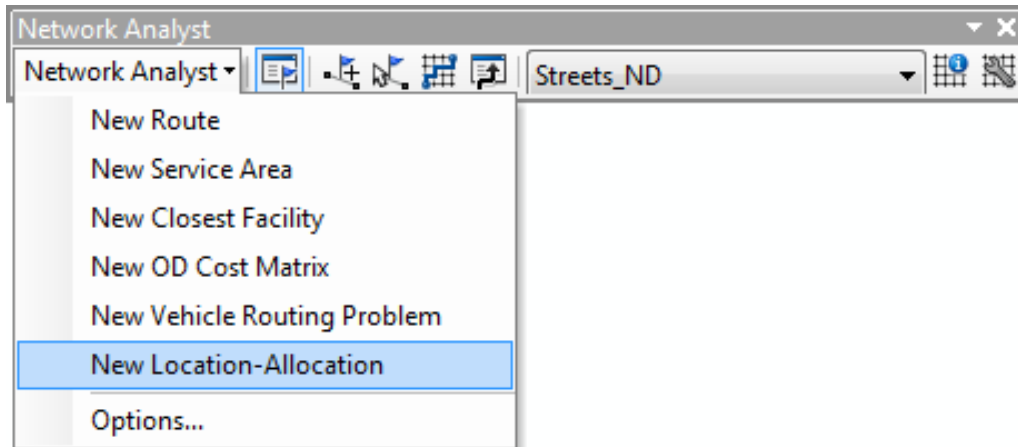 Network Analyst
Network Analyst Streets_ND
New Route
New Service Area
New Closest Facility
New OD Cost Matrix
New Vehicle Routing Problem
New Location-Allocation
Options...